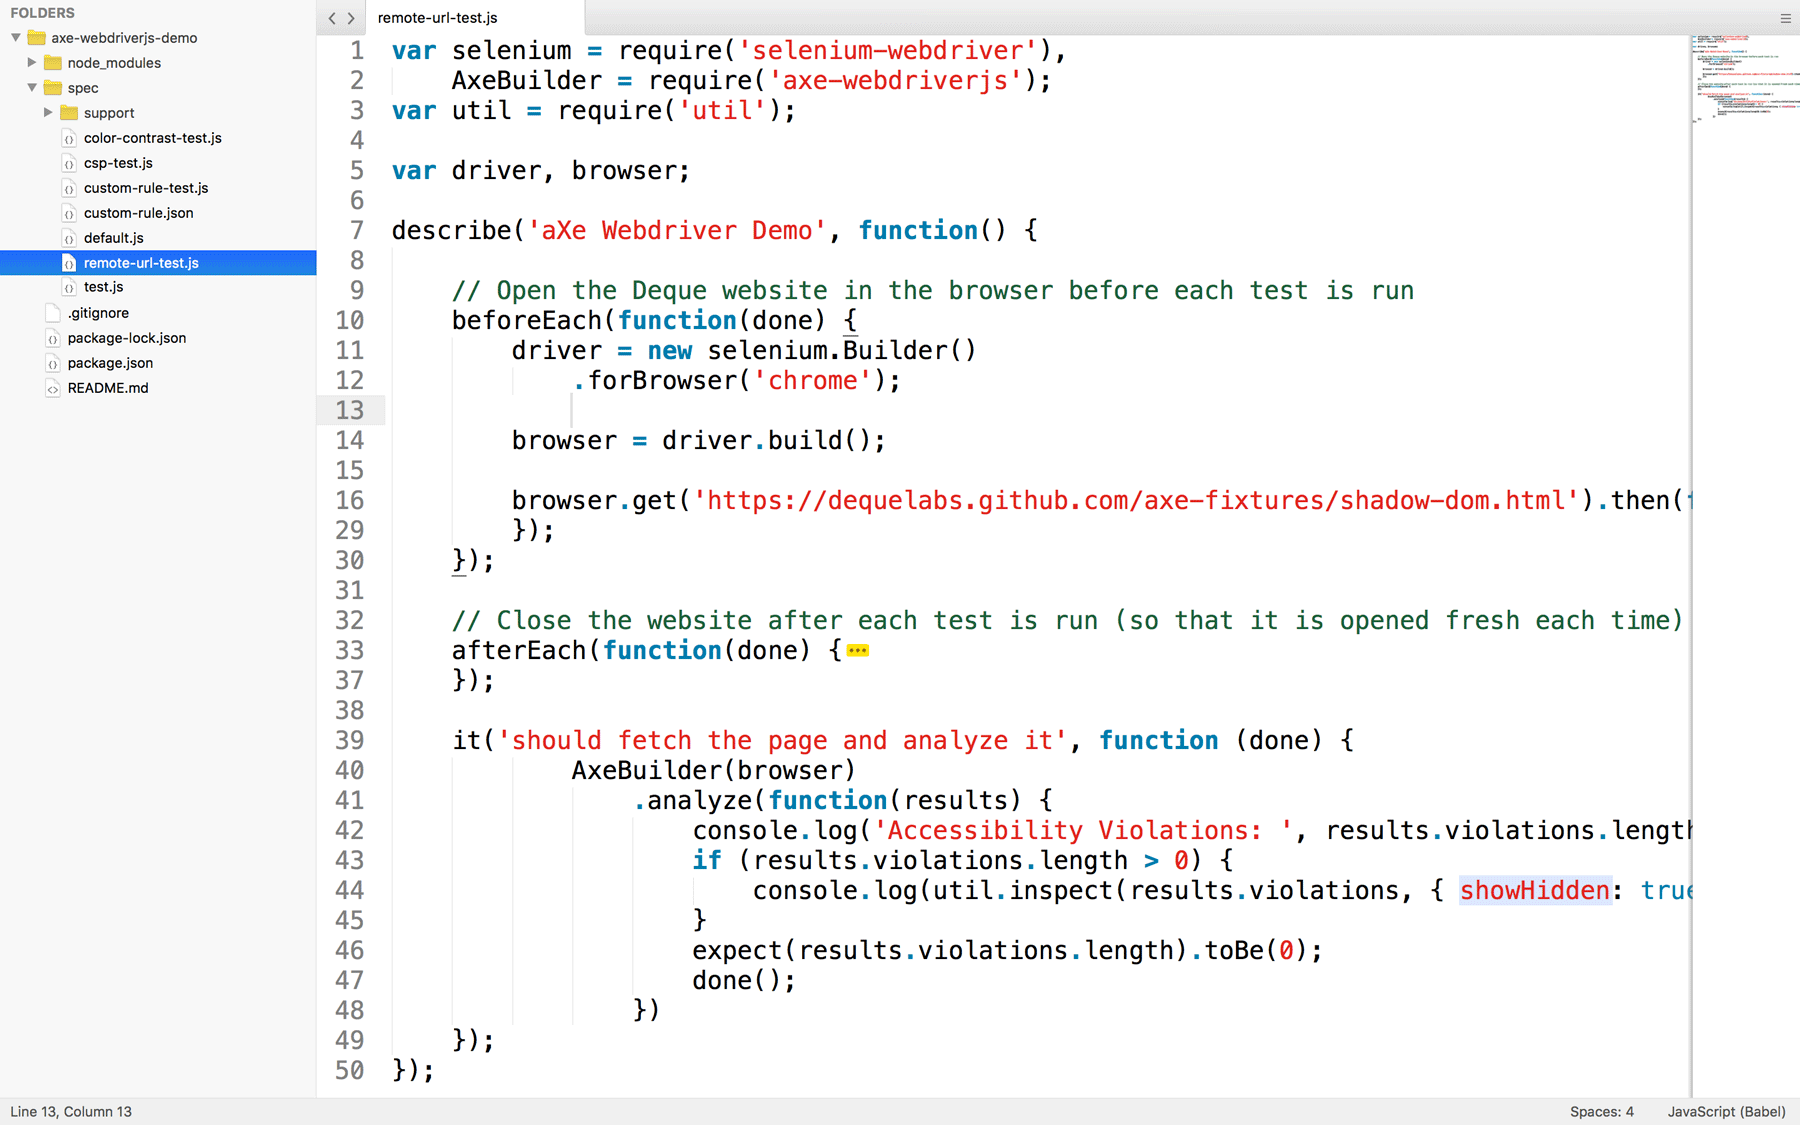 FOLDERS
axe-webdriverjs-demo
node_modules
spec
support
color-contrast-test.js
csp-test.js
custom-rule-test.js
custom-rule.json
default.js
remote-url-test.js
test.js
.gitignore
package-lock.json
package.json
README.md
remote-url-test.js
1 var selenium = require('selenium-webdriver'),
2     AxeBuilder = require('axe-webdriverjs');
3 var util = require('util');
4
5 var driver, browser;
6
7 describe('aXe Webdriver Demo', function() {
8
9     // Open the Deque website in the browser before each test is run
10     beforeEach(function(done) {
11         driver = new selenium.Builder()
12             .forBrowser('chrome');
13
14         browser = driver.build();
15
16         browser.get('https://dequelabs.github.com/axe-fixtures/shadow-dom.html').then(f
29         });
30     });
31
32     // Close the website after each test is run (so that it is opened fresh each time)
33     afterEach(function(done) {
37     });
38
39     it('should fetch the page and analyze it', function (done) {
40             AxeBuilder(browser)
41                 .analyze(function(results) {
42                     console.log('Accessibility Violations: ', results.violations.length
43                     if (results.violations.length > 0) {
44                         console.log(util.inspect(results.violations, { showHidden: true
45                     }
46                     expect(results.violations.length).toBe(0);
47                     done();
48                 })
49     });
50 });
Line 13, Column 13
Spaces: 4
JavaScript (Babel)